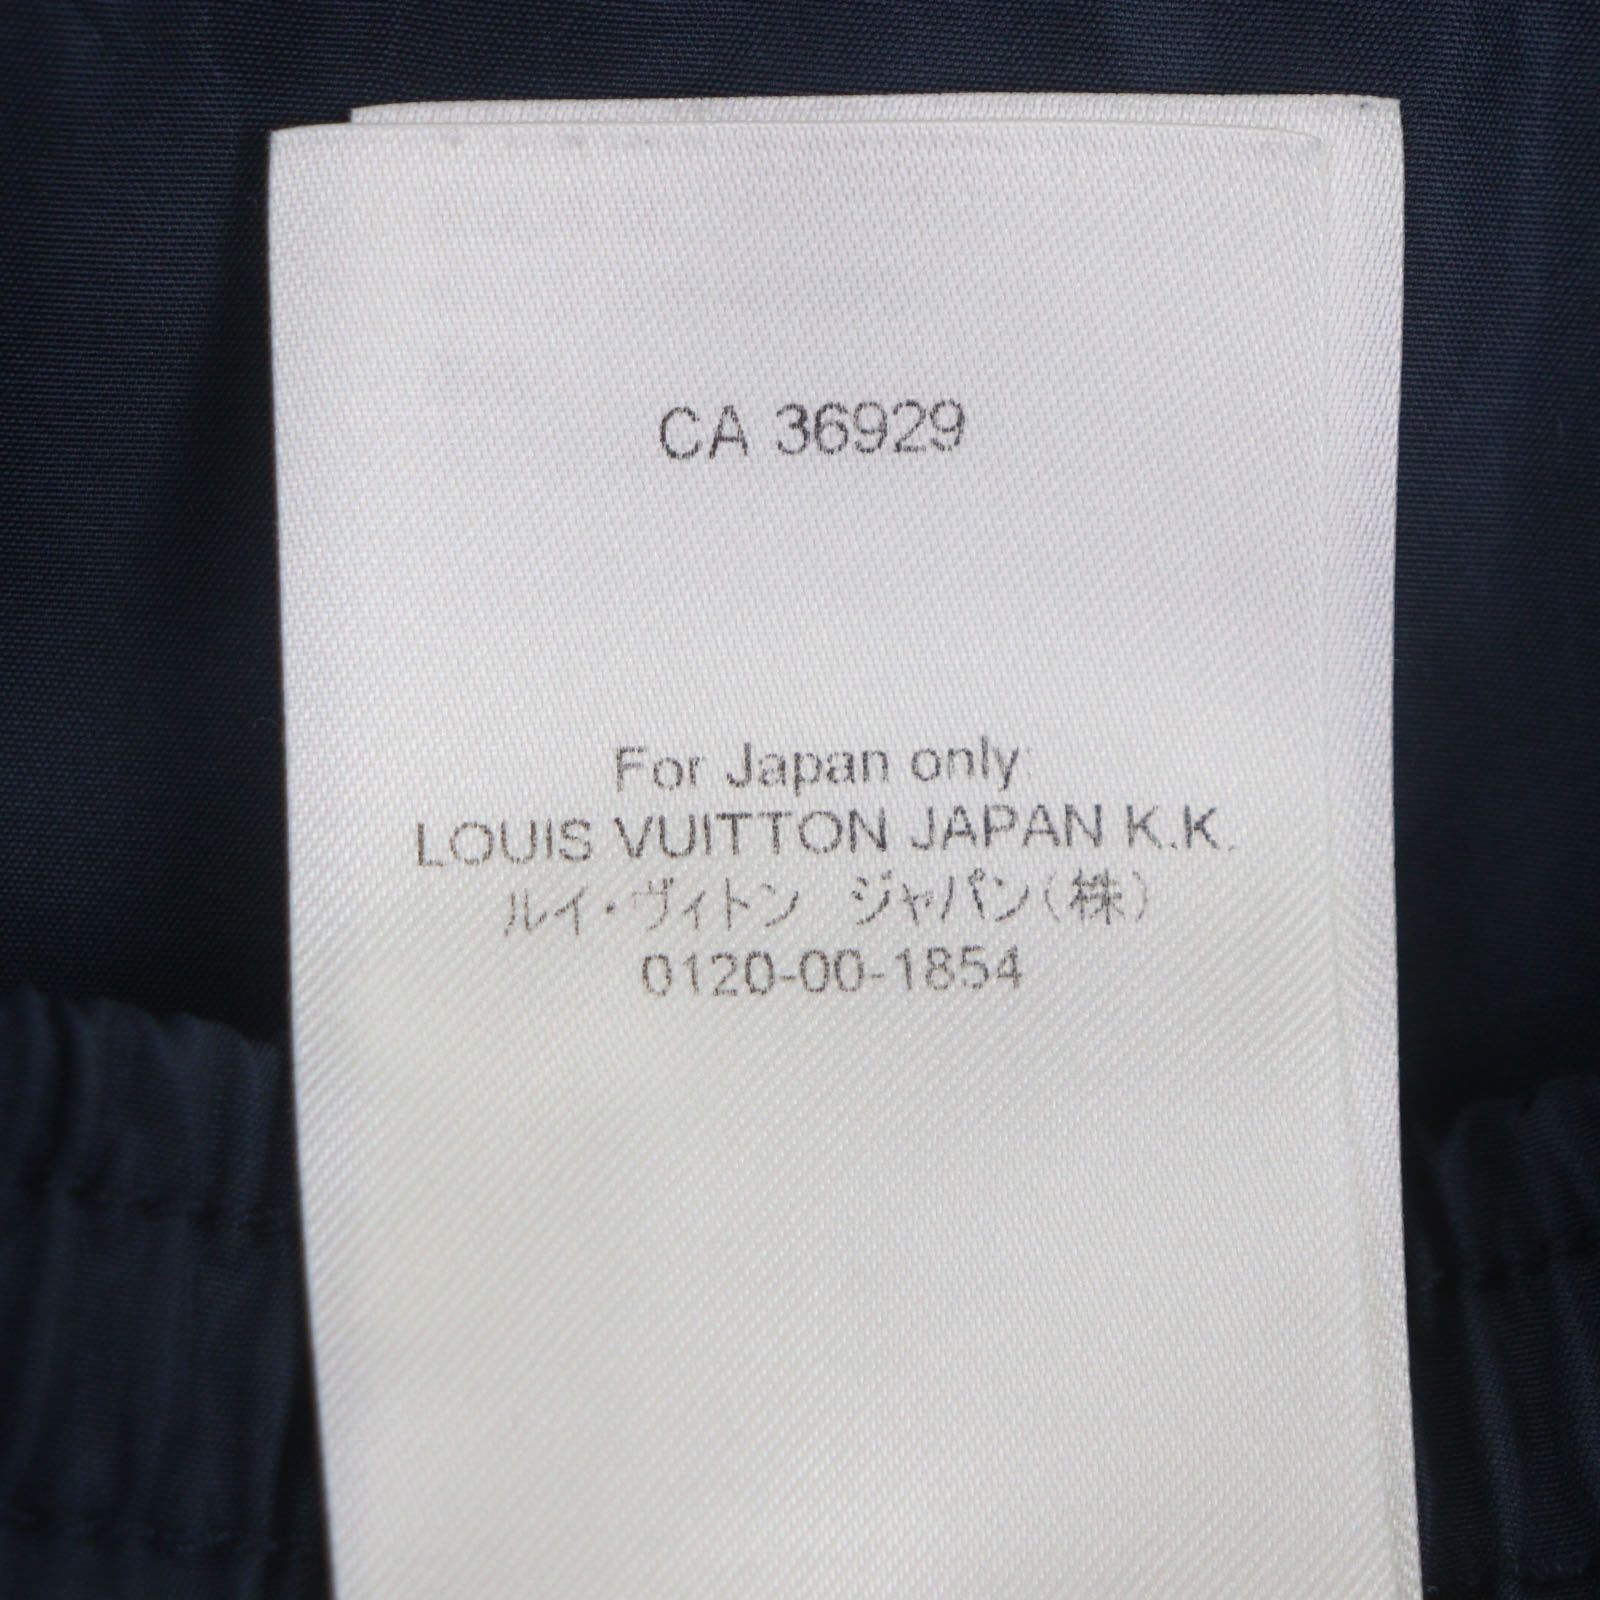 CA 36929
For Japan only:
LOUIS VUITTON JAPAN K.K.
ルイ・ヴィトン ジャパン(株)
0120-00-1854